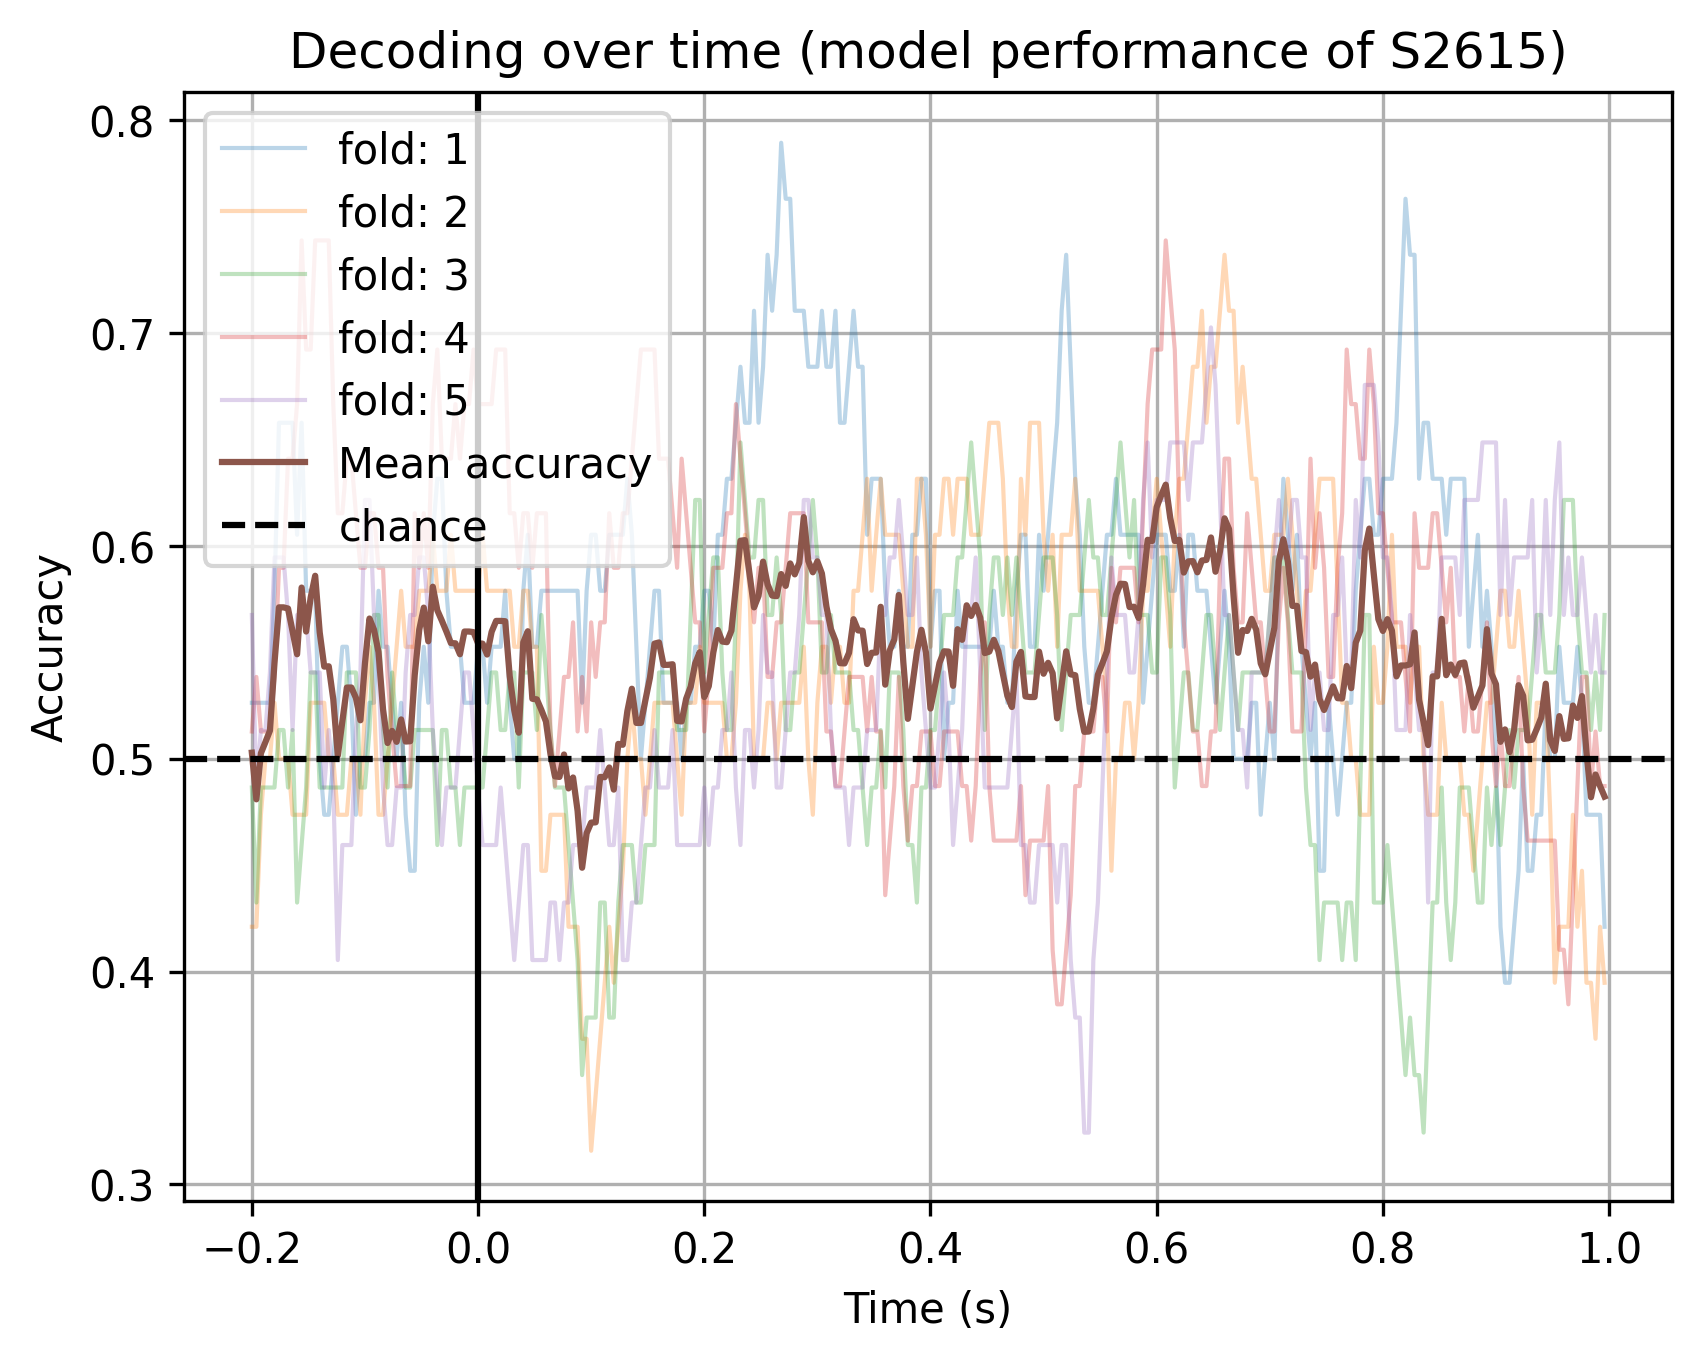 Decoding over time (model performance of S2615)
0.8
0.7
0.6
0.5
0.4
0.3
Accuracy
fold: 1
fold: 2
fold: 3
fold: 4
fold: 5
Mean accuracy
chance
−0.2 0.0 0.2 0.4 0.6 0.8 1.0
Time (s)